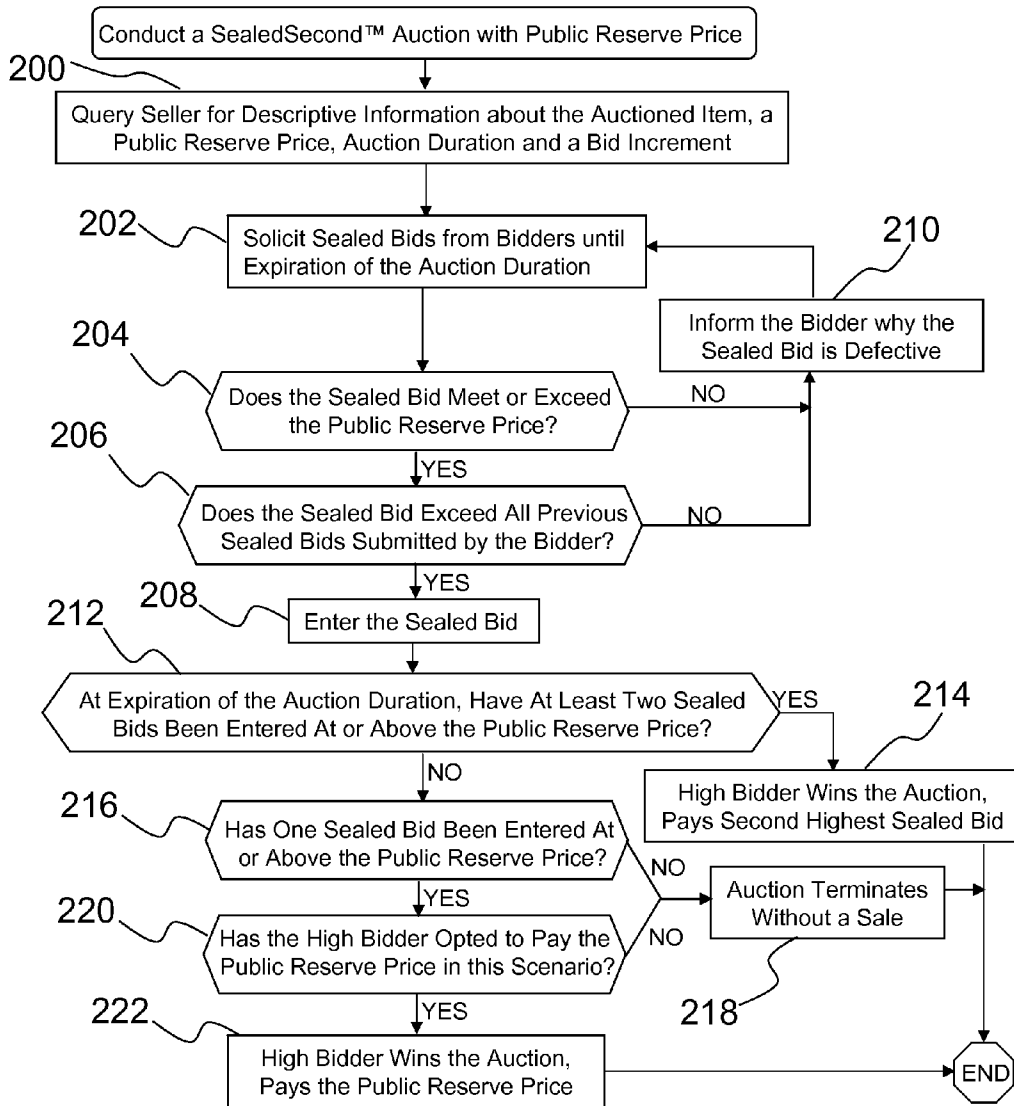 Conduct a SealedSecond™ Auction with Public Reserve Price
200
Query Seller for Descriptive Information about the Auctioned Item, a
Public Reserve Price, Auction Duration and a Bid Increment
202
Solicit Sealed Bids from Bidders until
Expiration of the Auction Duration
210
Inform the Bidder why the
Sealed Bid is Defective
204
Does the Sealed Bid Meet or Exceed
the Public Reserve Price?
NO
YES
206
Does the Sealed Bid Exceed All Previous
Sealed Bids Submitted by the Bidder?
NO
YES
208
Enter the Sealed Bid
212
At Expiration of the Auction Duration, Have At Least Two Sealed
Bids Been Entered At or Above the Public Reserve Price?
YES
214
High Bidder Wins the Auction,
Pays Second Highest Sealed Bid
NO
216
Has One Sealed Bid Been Entered At
or Above the Public Reserve Price?
NO
YES
Auction Terminates
Without a Sale
218
220
Has the High Bidder Opted to Pay the
Public Reserve Price in this Scenario?
NO
YES
222
High Bidder Wins the Auction,
Pays the Public Reserve Price
END